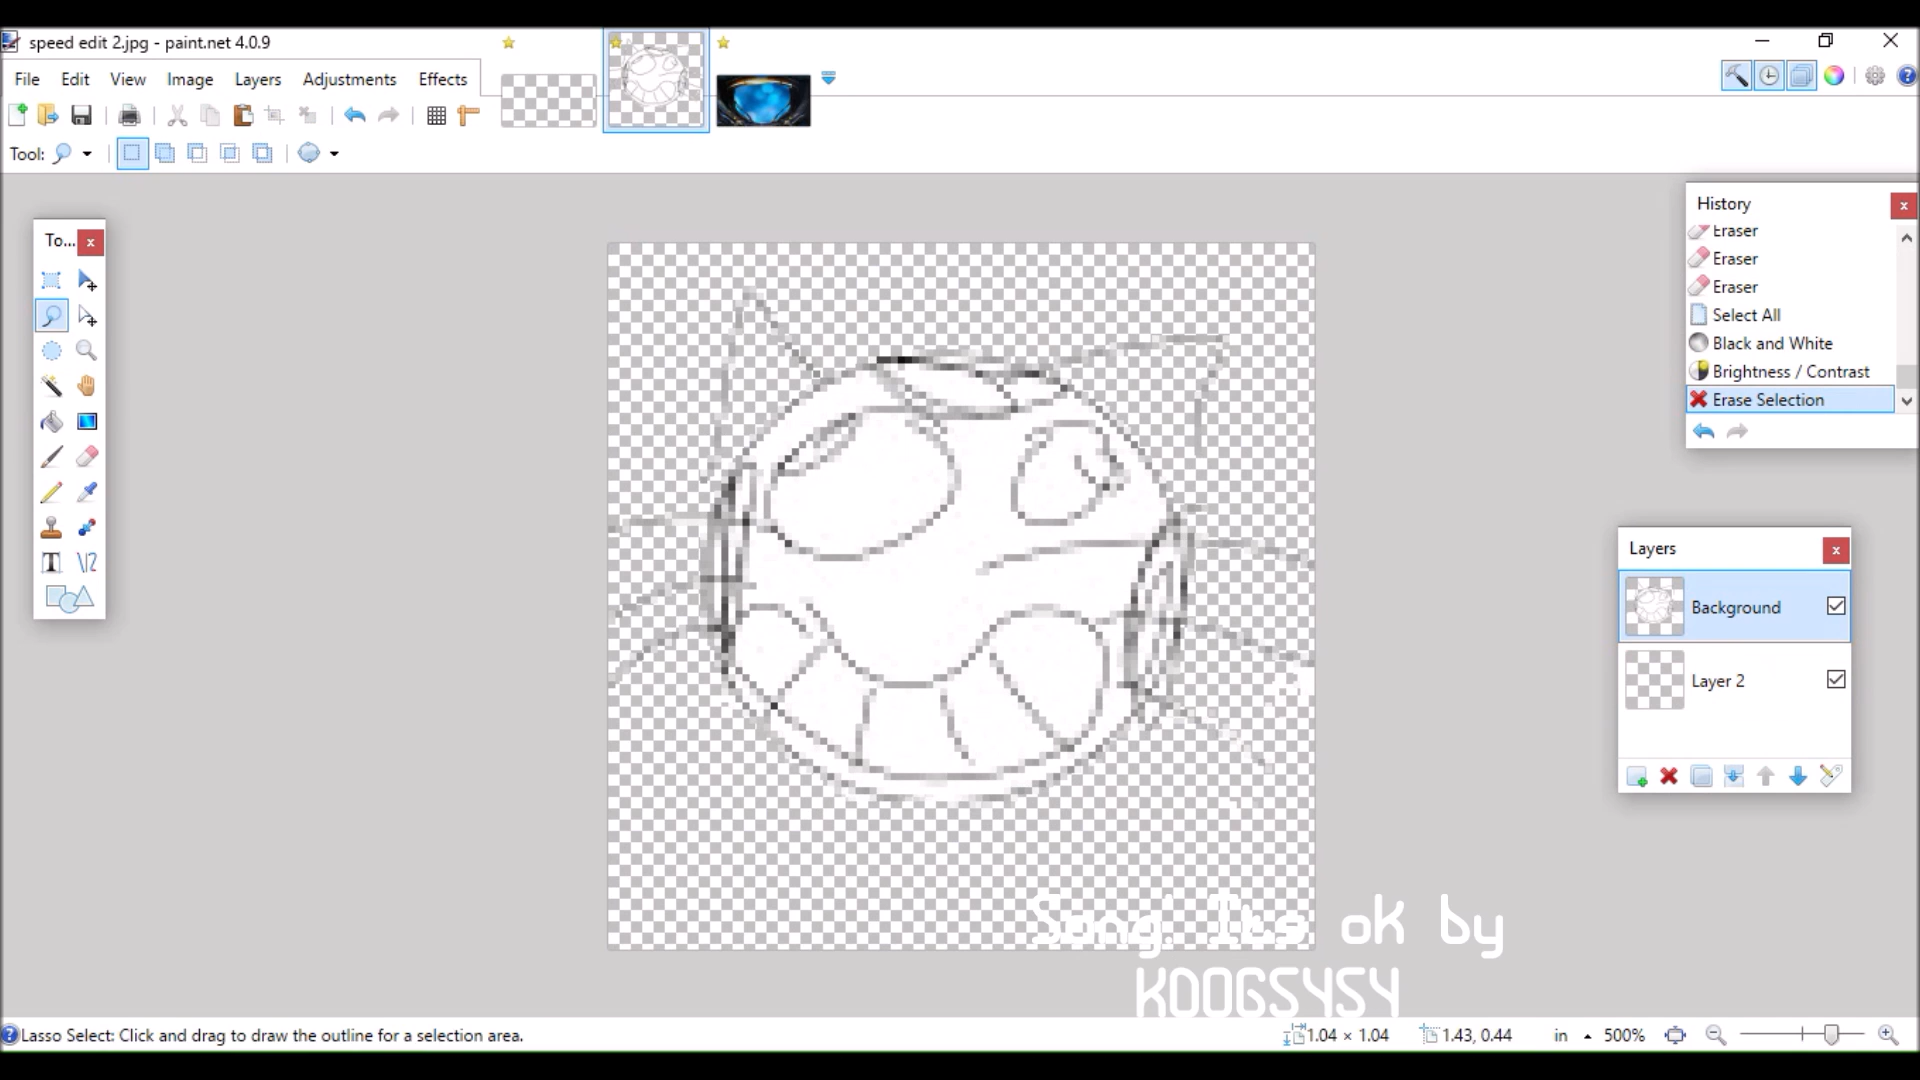 speed edit 2.jpg - paint.net 4.0.9
File Edit View Image Layers Adjustments Effects
Tool:
To...
History
Eraser
Eraser
Eraser
Select All
Black and White
Brightness / Contrast
Erase Selection
Layers
Background
Layer 2
Song: Its ok by
KOOGSYSY
Lasso Select: Click and drag to draw the outline for a selection area.
1.04 × 1.04
1.43, 0.44
in
500%